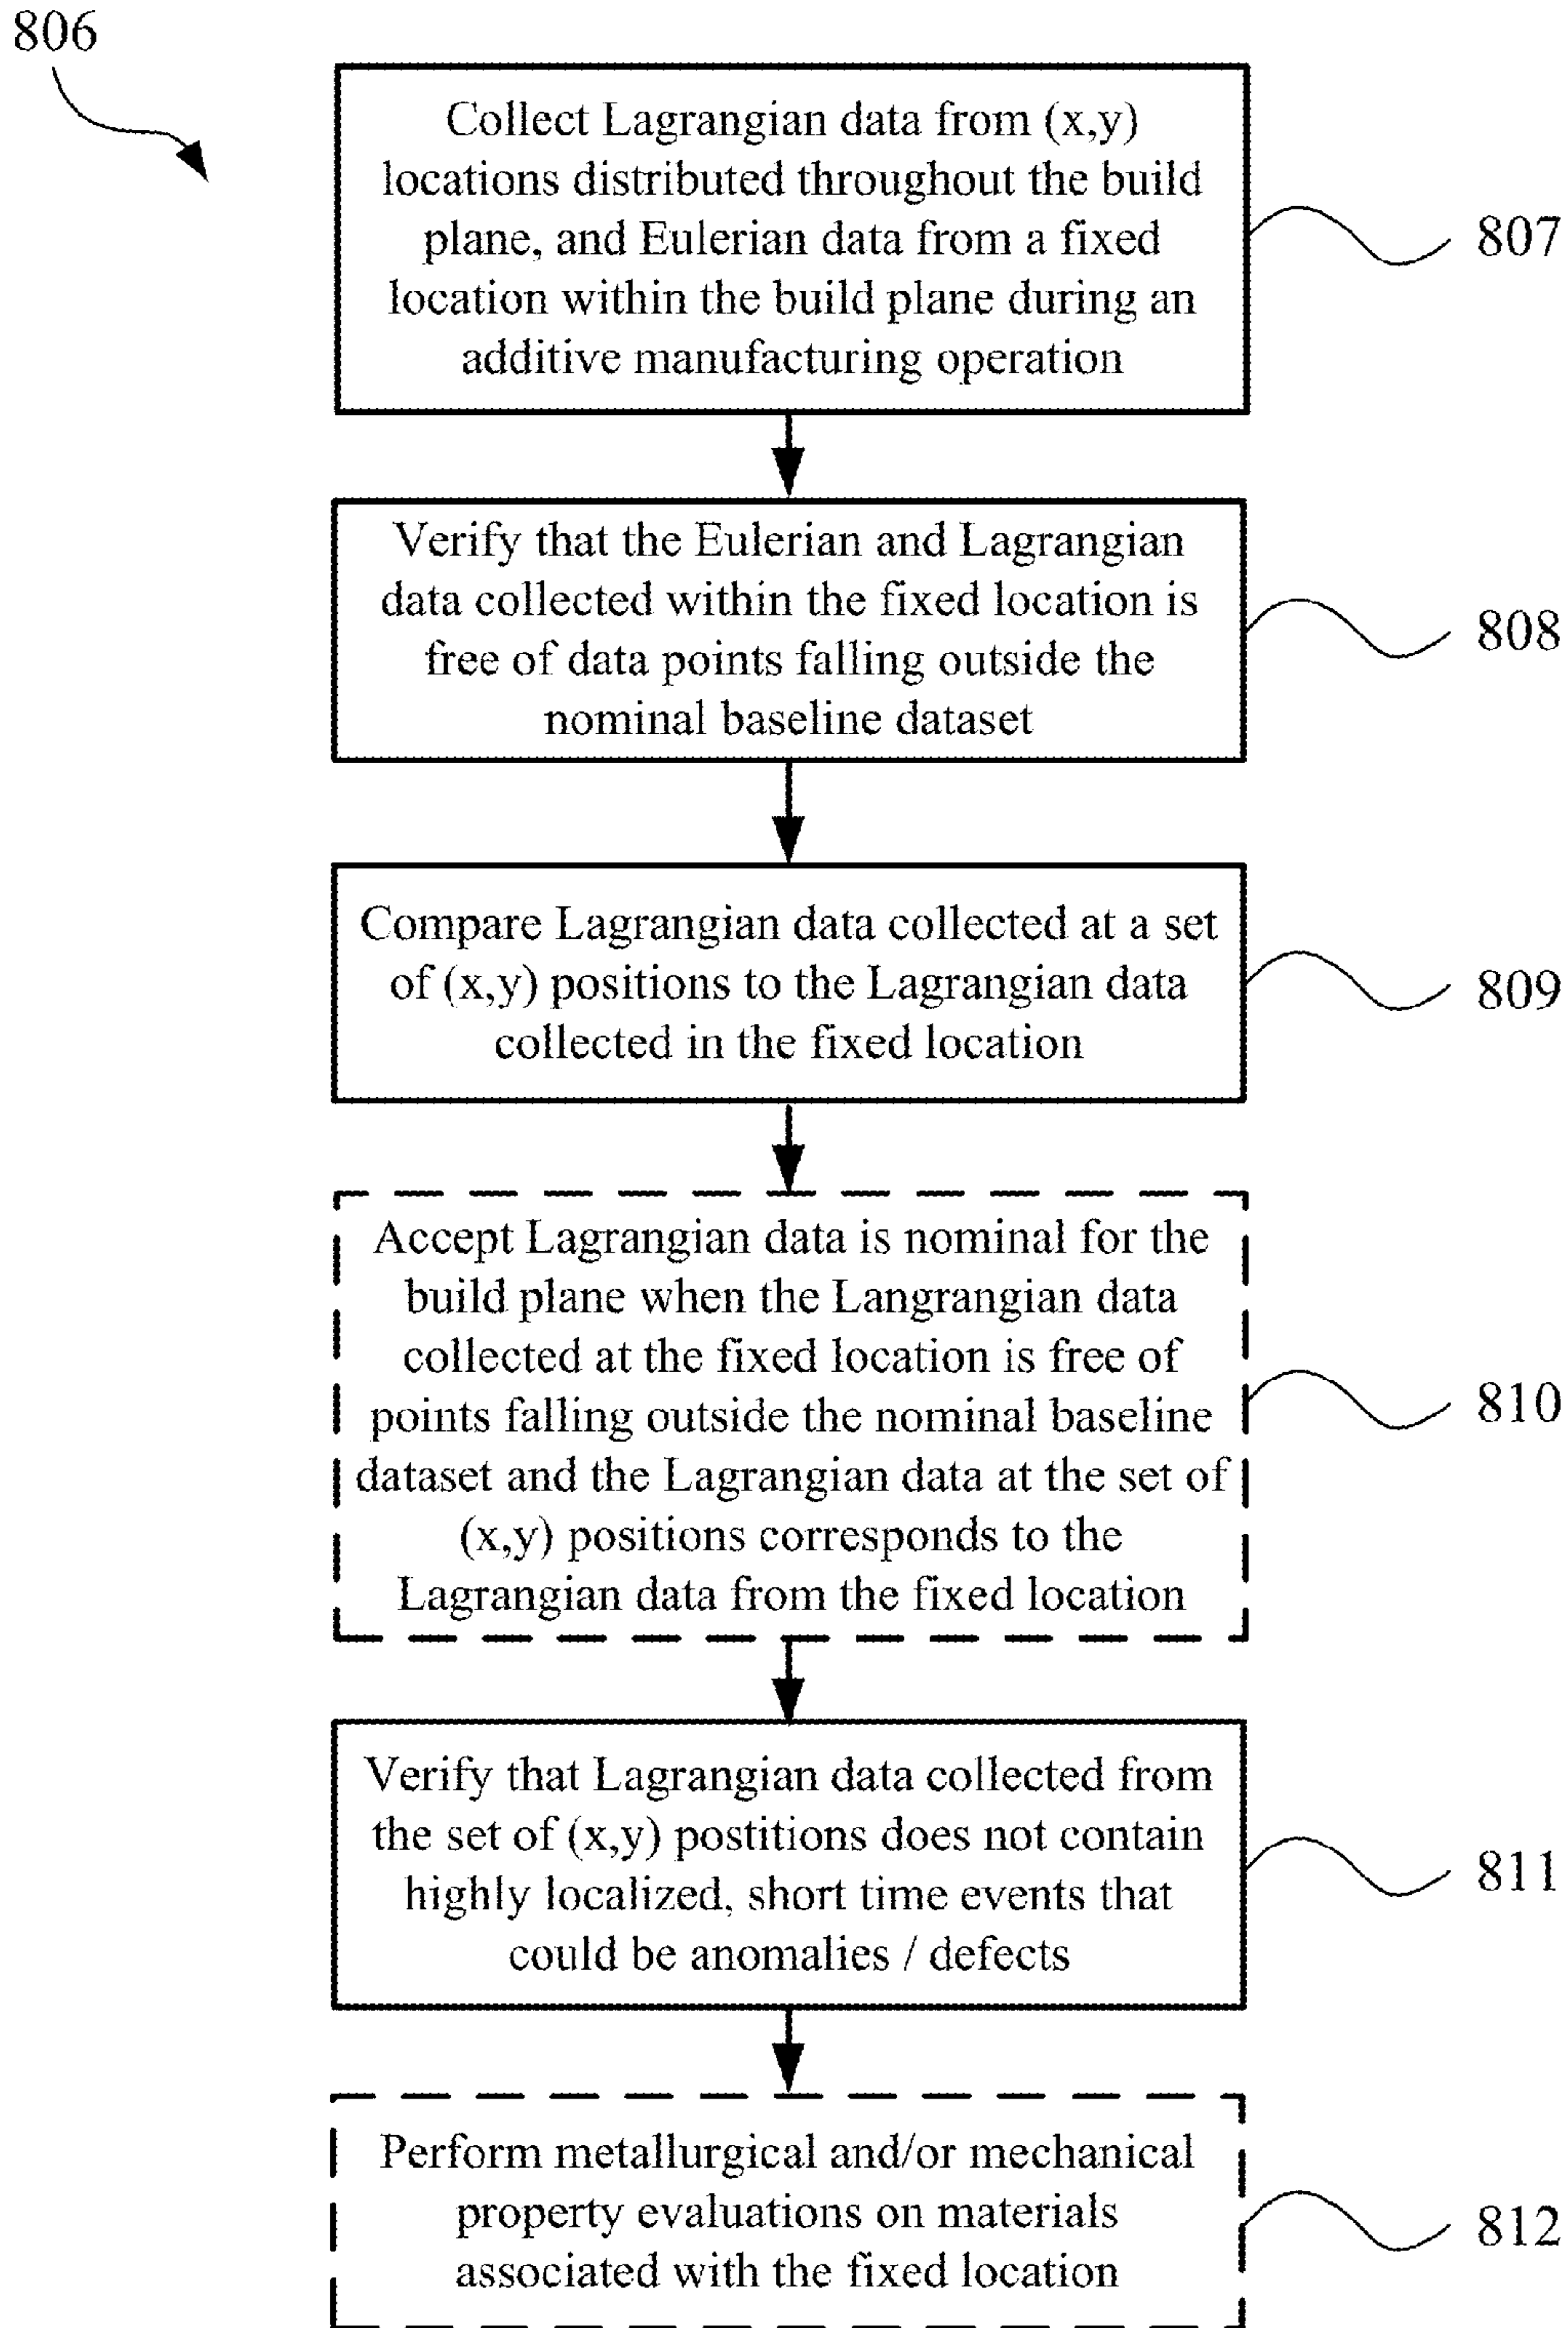 806
Collect Lagrangian data from (x,y)
locations distributed throughout the build
plane, and Eulerian data from a fixed
location within the build plane during an
additive manufacturing operation
807
Verify that the Eulerian and Lagrangian
data collected within the fixed location is
free of data points falling outside the
nominal baseline dataset
808
Compare Lagrangian data collected at a set
of (x,y) positions to the Lagrangian data
collected in the fixed location
809
Accept Lagrangian data is nominal for the
build plane when the Langrangian data
collected at the fixed location is free of
points falling outside the nominal baseline
dataset and the Lagrangian data at the set of
(x,y) positions corresponds to the
Lagrangian data from the fixed location
810
Verify that Lagrangian data collected from
the set of (x,y) postitions does not contain
highly localized, short time events that
could be anomalies / defects
811
Perform metallurgical and/or mechanical
property evaluations on materials
associated with the fixed location
812